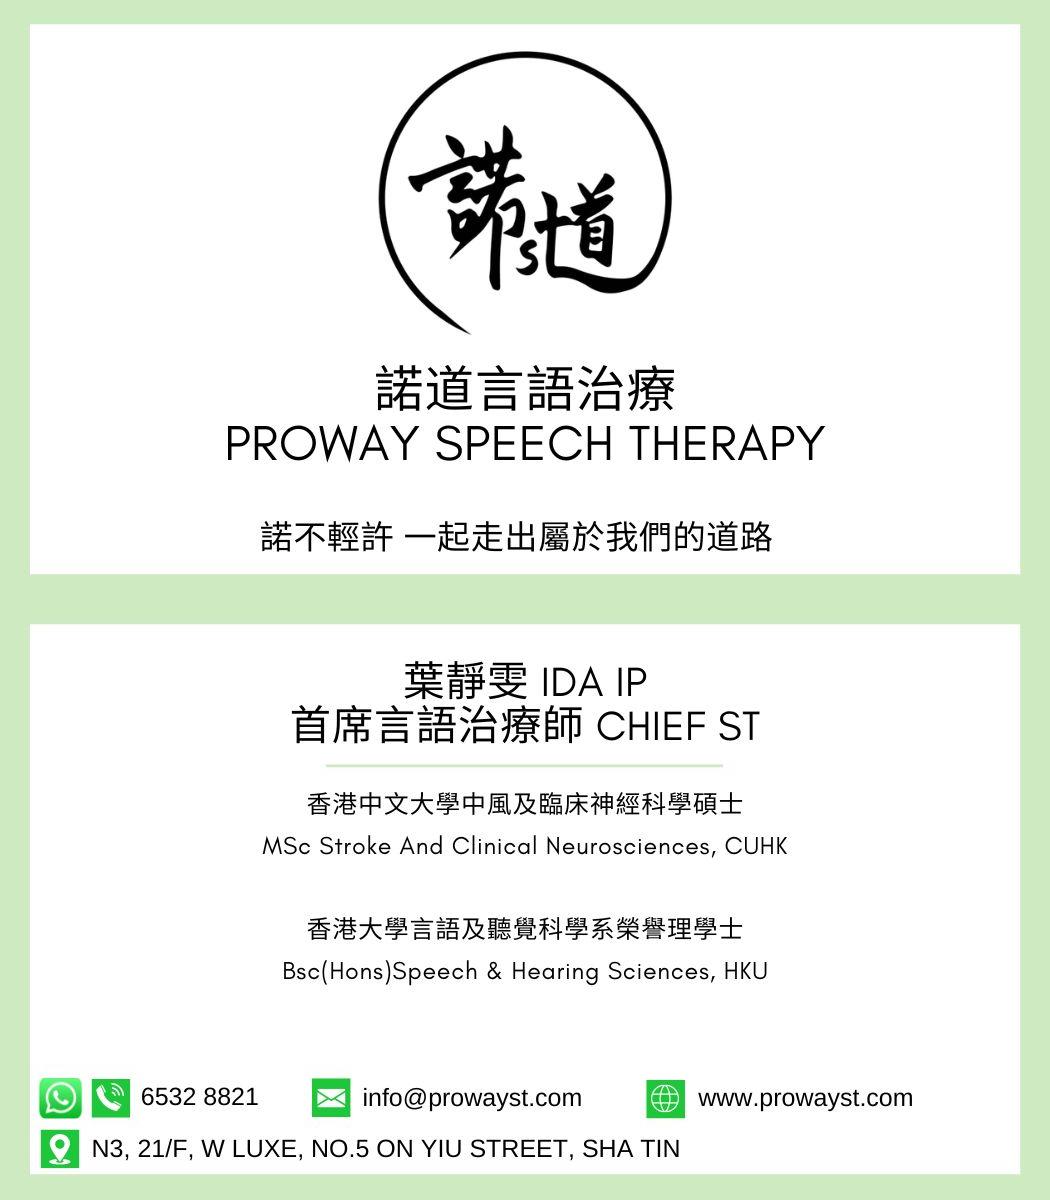 諾st道
諾道言語治療
PROWAY SPEECH THERAPY
諾不輕許 一起走出屬於我們的道路
葉靜雯 IDA IP
首席言語治療師 CHIEF ST
香港中文大學中風及臨床神經科學碩士
MSc Stroke And Clinical Neurosciences, CUHK
香港大學言語及聽覺科學系榮譽理學士
Bsc(Hons)Speech & Hearing Sciences, HKU
6532 8821 info@prowayst.com www.prowayst.com
N3, 21/F, W LUXE, NO.5 ON YIU STREET, SHA TIN